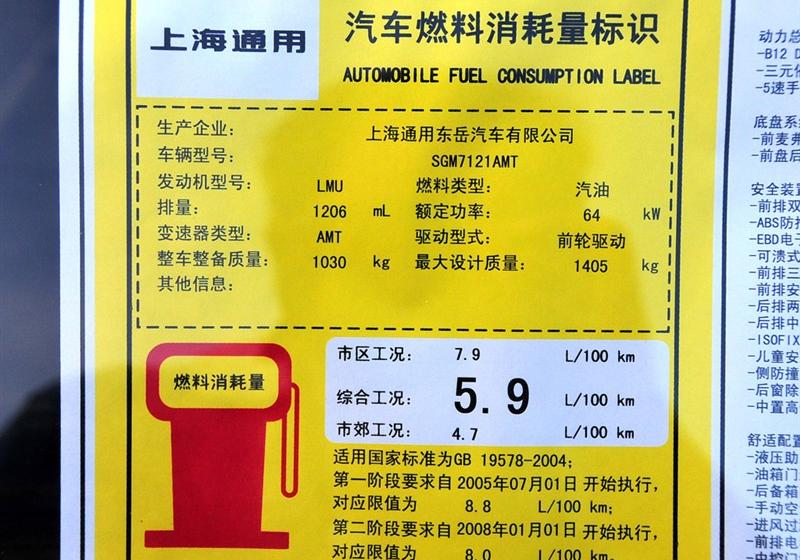 上海通用
汽车燃料消耗量标识
AUTOMOBILE FUEL CONSUMPTION LABEL
生产企业: 上海通用东岳汽车有限公司
车辆型号: SGM7121AMT
发动机型号: LMU 燃料类型: 汽油
排量: 1206 mL 额定功率: 64 kW
变速器类型: AMT 驱动型式: 前轮驱动
整车整备质量: 1030 kg 最大设计质量: 1405 kg
其他信息:
燃料消耗量
市区工况: 7.9 L/100 km
综合工况: 5.9 L/100 km
市郊工况: 4.7 L/100 km
适用国家标准为GB 19578-2004;
第一阶段要求自 2005年07月01日 开始执行,
对应限值为 8.8 L/100 km;
第二阶段要求自 2008年01月01日 开始执行,
对应限值为 8.0 L/100 km.
动力总
-B12 D
-三元
-5速手
底盘系
-前麦弗
-前盘后
安全装置
-前排双
-ABS防
-EBD电子
-可溃式
-前排三
-前排安
-后排两
-后排中
-ISOFIX
-儿童安
-侧防撞
-后窗除
-中置高
舒适配置
-液压助
-油箱门
-后备箱
-手动空
-进风过
-前排电
-中控门